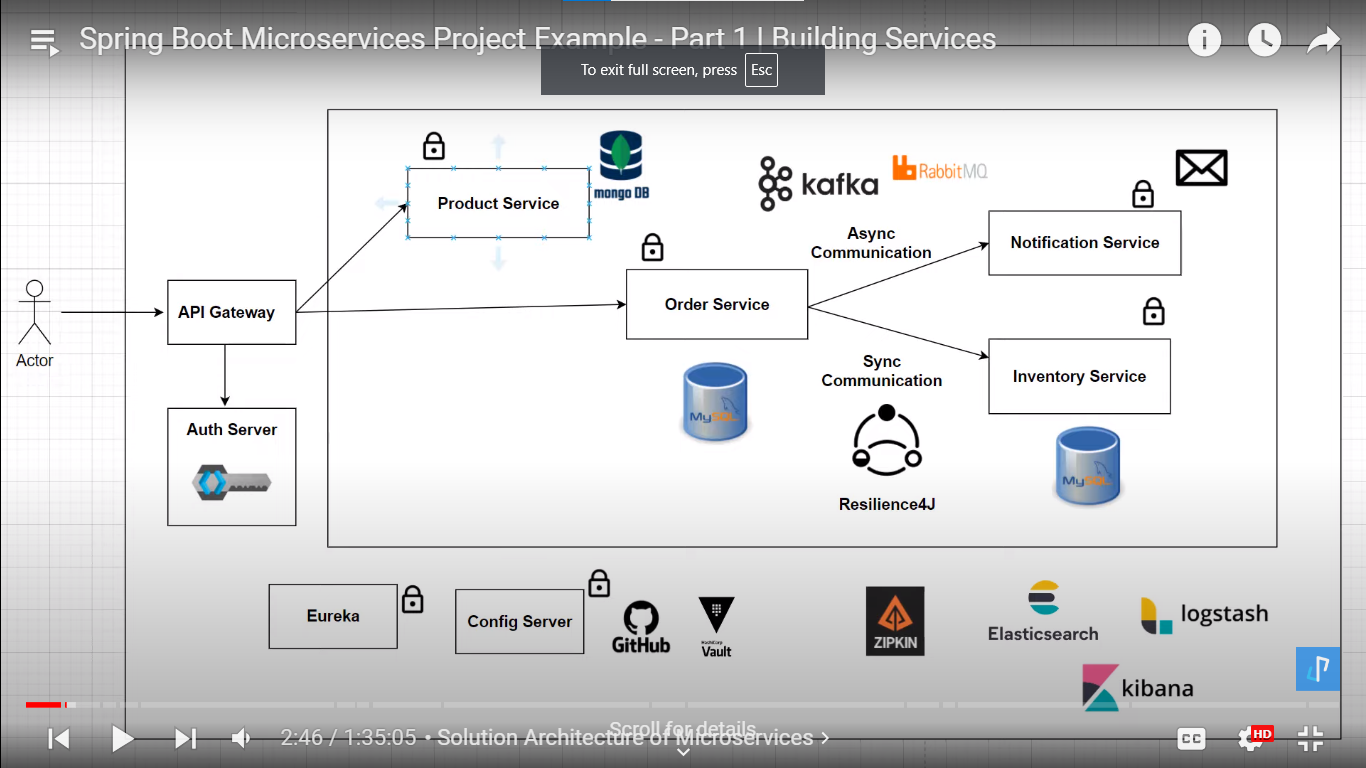 Spring Boot Microservices Project Example - Part 1 | Building Services
To exit full screen, press Esc
mongo DB
kafka
RabbitMQ
Product Service
Async
Communication
Notification Service
Order Service
API Gateway
Actor
Sync
Communication
Inventory Service
MySQL
Auth Server
MySQL
Resilience4J
Eureka
Config Server
GitHub
HashiCorp
Vault
ZIPKIN
Elasticsearch
logstash
kibana
Scroll for details
2:46 / 1:35:05 • Solution Architecture of Microservices
CC
HD